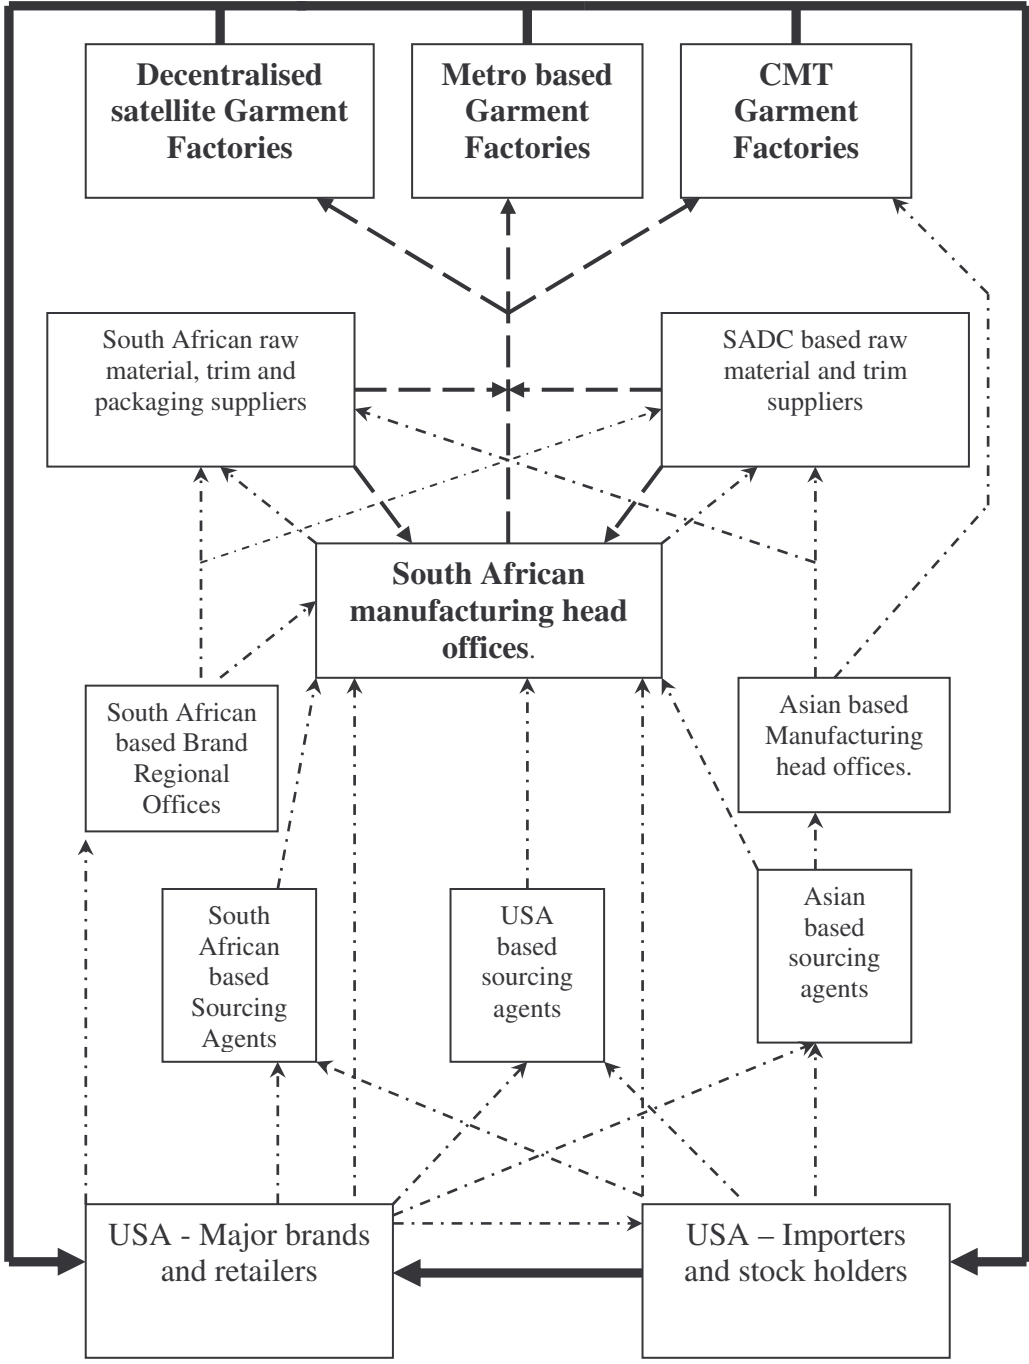 Decentralised
satellite Garment
Factories
Metro based
Garment
Factories
CMT
Garment
Factories
South African raw
material, trim and
packaging suppliers
SADC based raw
material and trim
suppliers
South African
manufacturing head
offices.
South African
based Brand
Regional
Offices
Asian based
Manufacturing
head offices.
South
African
based
Sourcing
Agents
USA
based
sourcing
agents
Asian
based
sourcing
agents
USA - Major brands
and retailers
USA – Importers
and stock holders